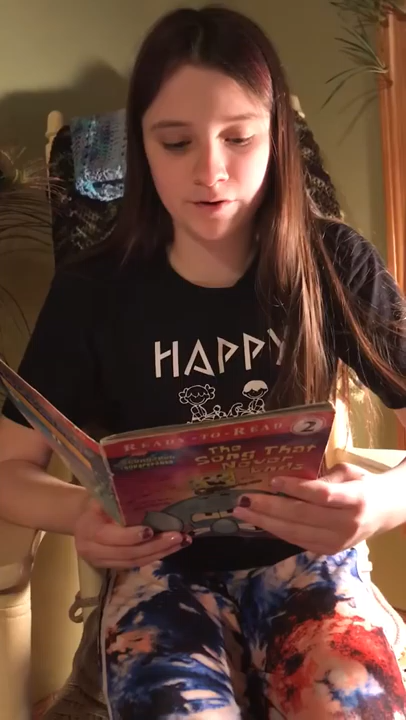 HAPPY
READY-TO-READ 2
The
Song That
Never
Ends